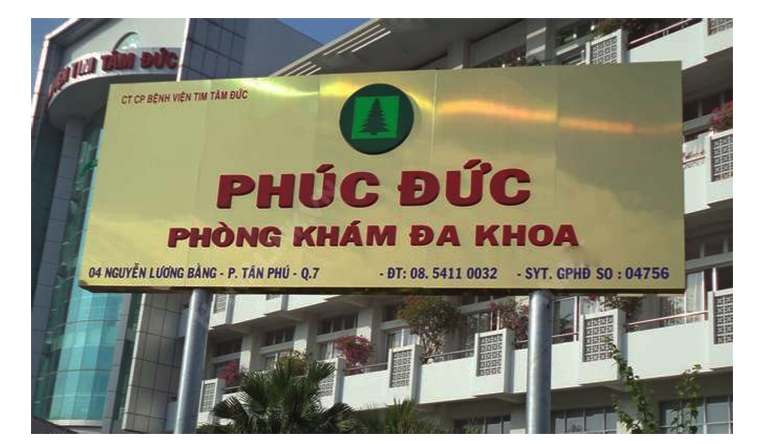 TIM TÂM ĐỨC
CT CP BỆNH VIỆN TIM TÂM ĐỨC
PHÚC ĐỨC
PHÒNG KHÁM ĐA KHOA
04 NGUYỄN LƯƠNG BẰNG - P. TÂN PHÚ - Q.7 - ĐT: 08. 5411 0032 - SYT. GPHĐ SO : 04756